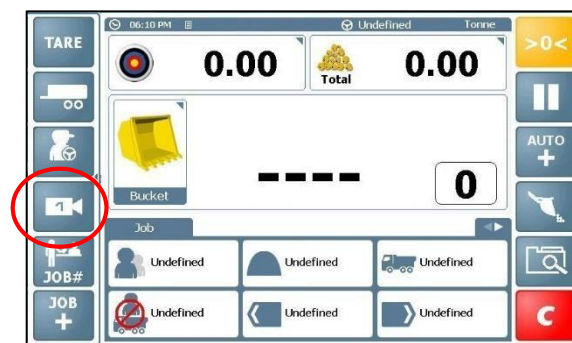 TARE
06:10 PM
Undefined
Tonne
>0<
0.00
Total
0.00
AUTO
+
Bucket
----
0
1
Job
Undefined
Undefined
Undefined
JOB#
JOB
+
Undefined
Undefined
Undefined
C